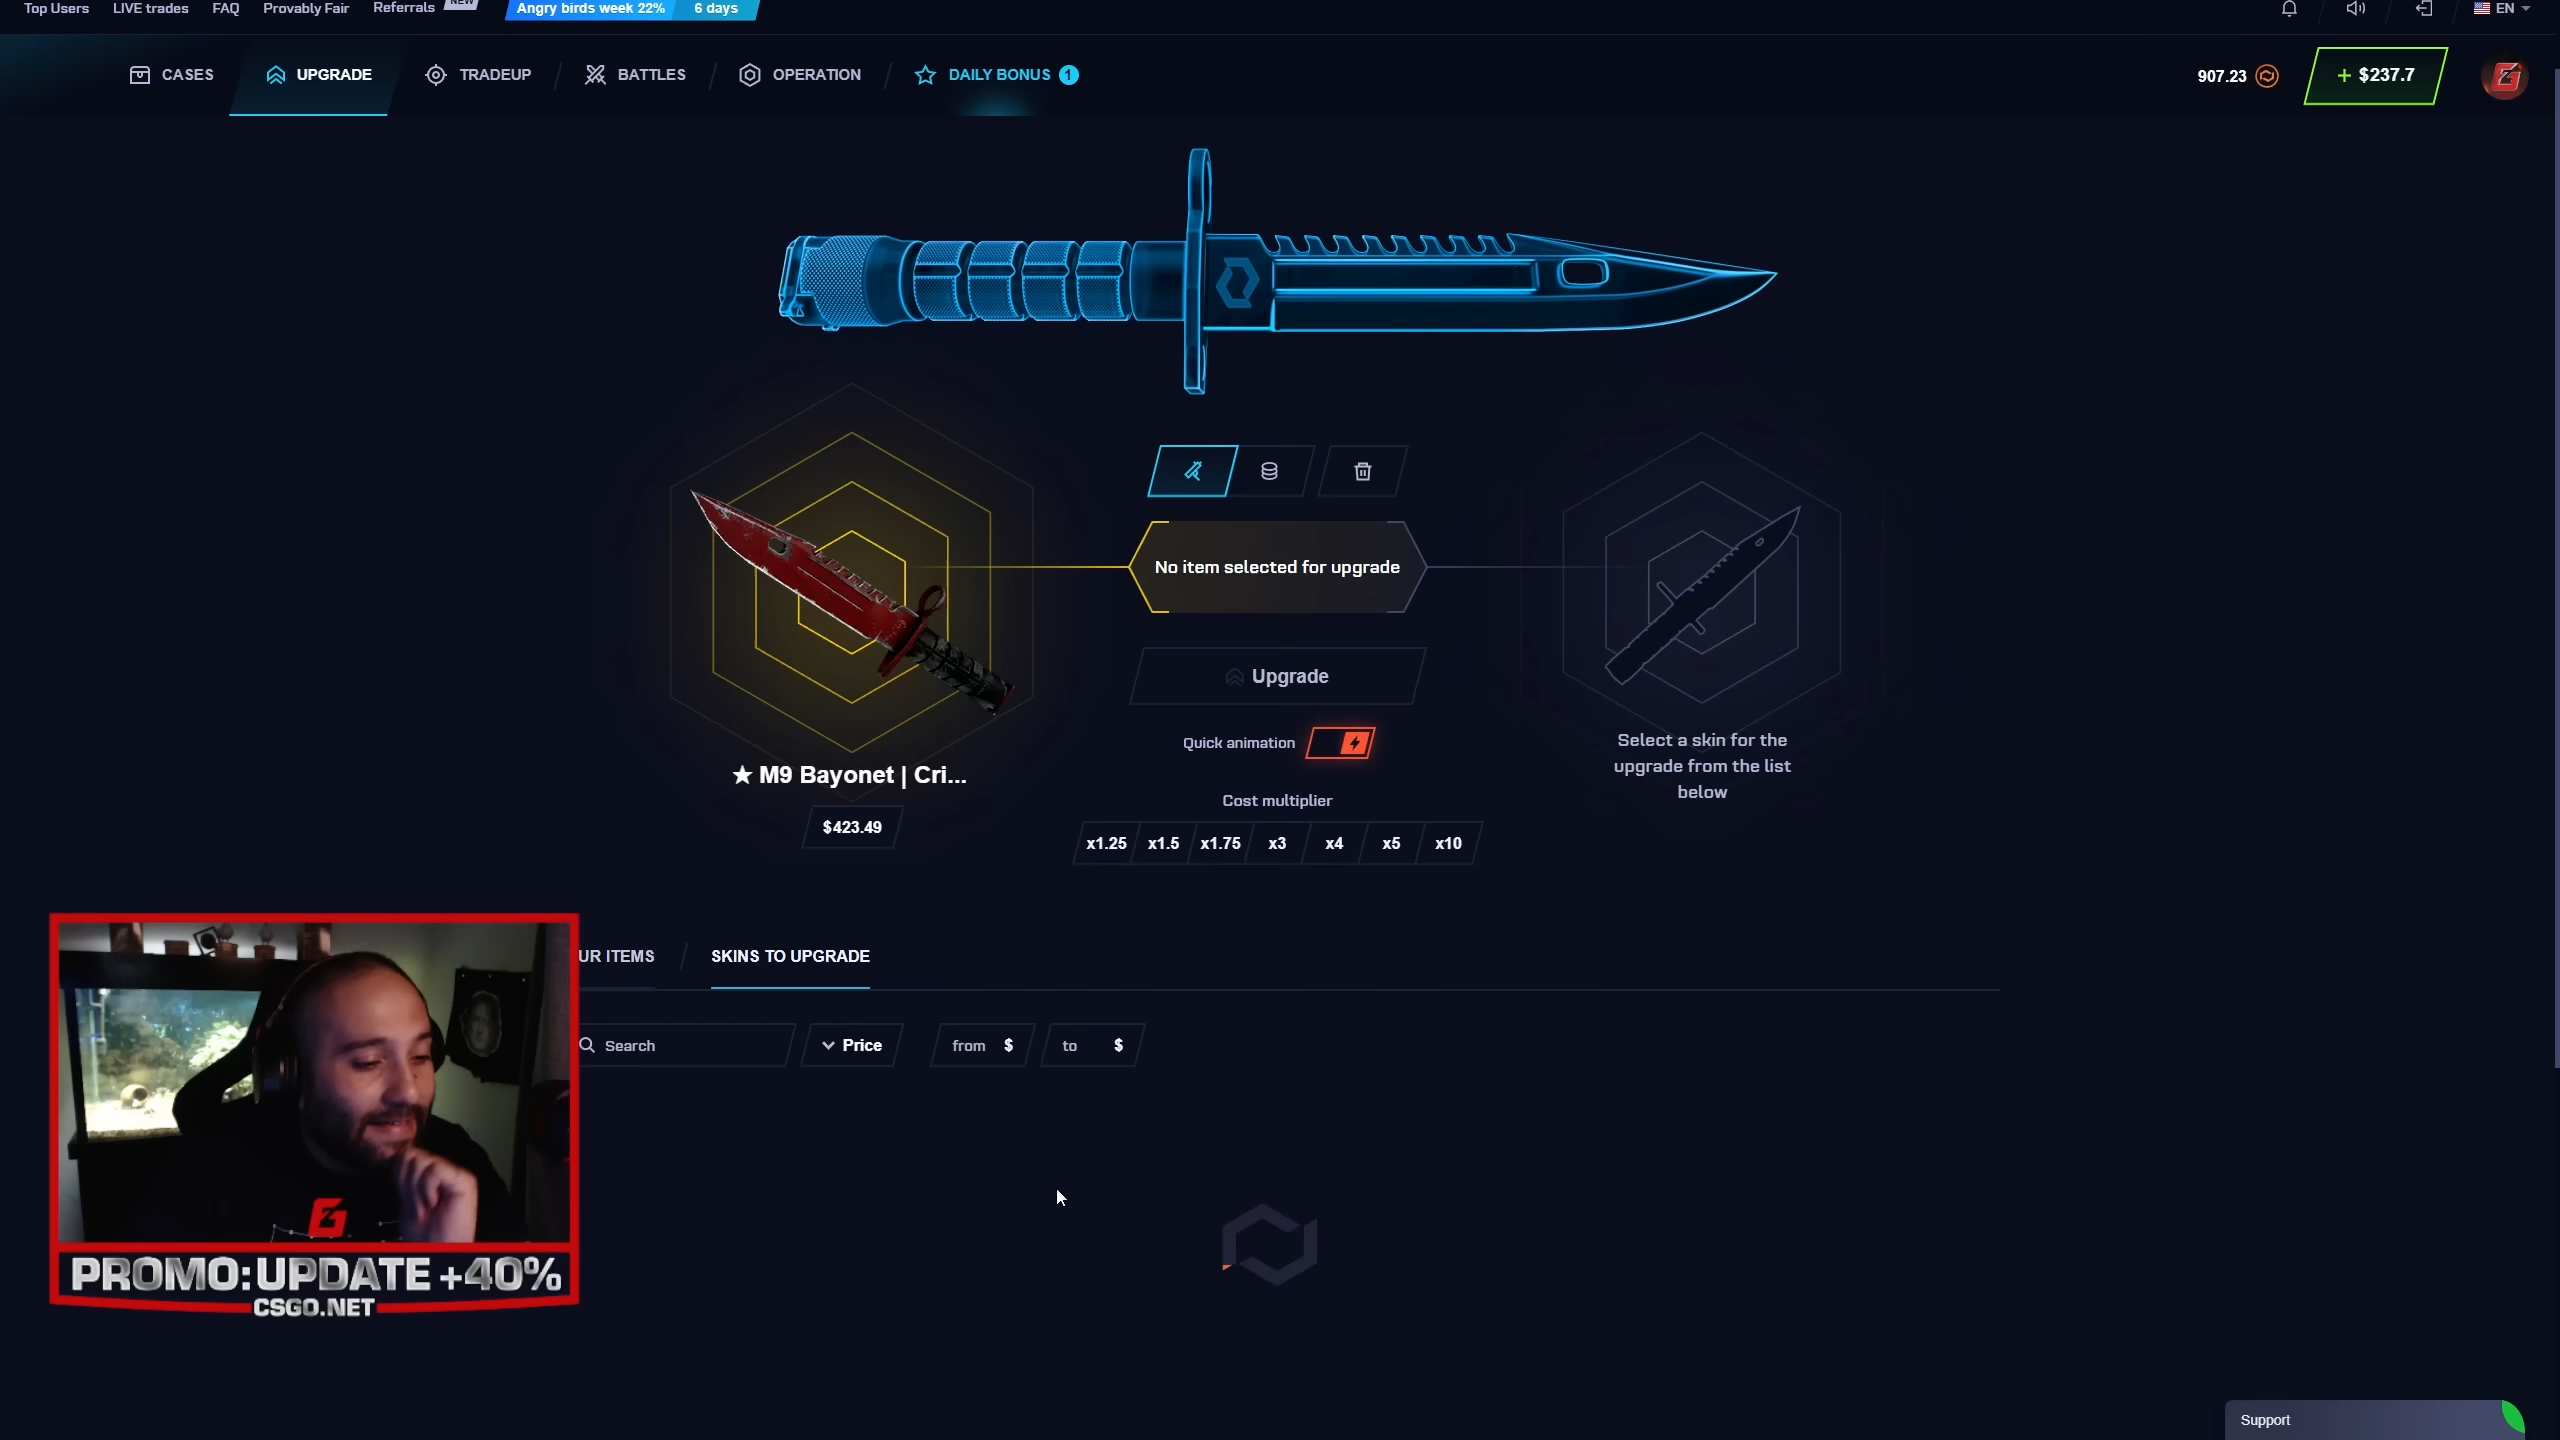 Top Users LIVE trades FAQ Provably Fair Referrals NEW Angry birds week 22% 6 days EN
CASES UPGRADE TRADEUP BATTLES OPERATION DAILY BONUS 1 907.23 + $237.7
No item selected for upgrade
Upgrade
Quick animation
Select a skin for the
upgrade from the list
below
★ M9 Bayonet | Cri...
$423.49
Cost multiplier
x1.25 x1.5 x1.75 x3 x4 x5 x10
UR ITEMS SKINS TO UPGRADE
Search Price from $ to $
PROMO:UPDATE +40%
CSGO.NET
Support